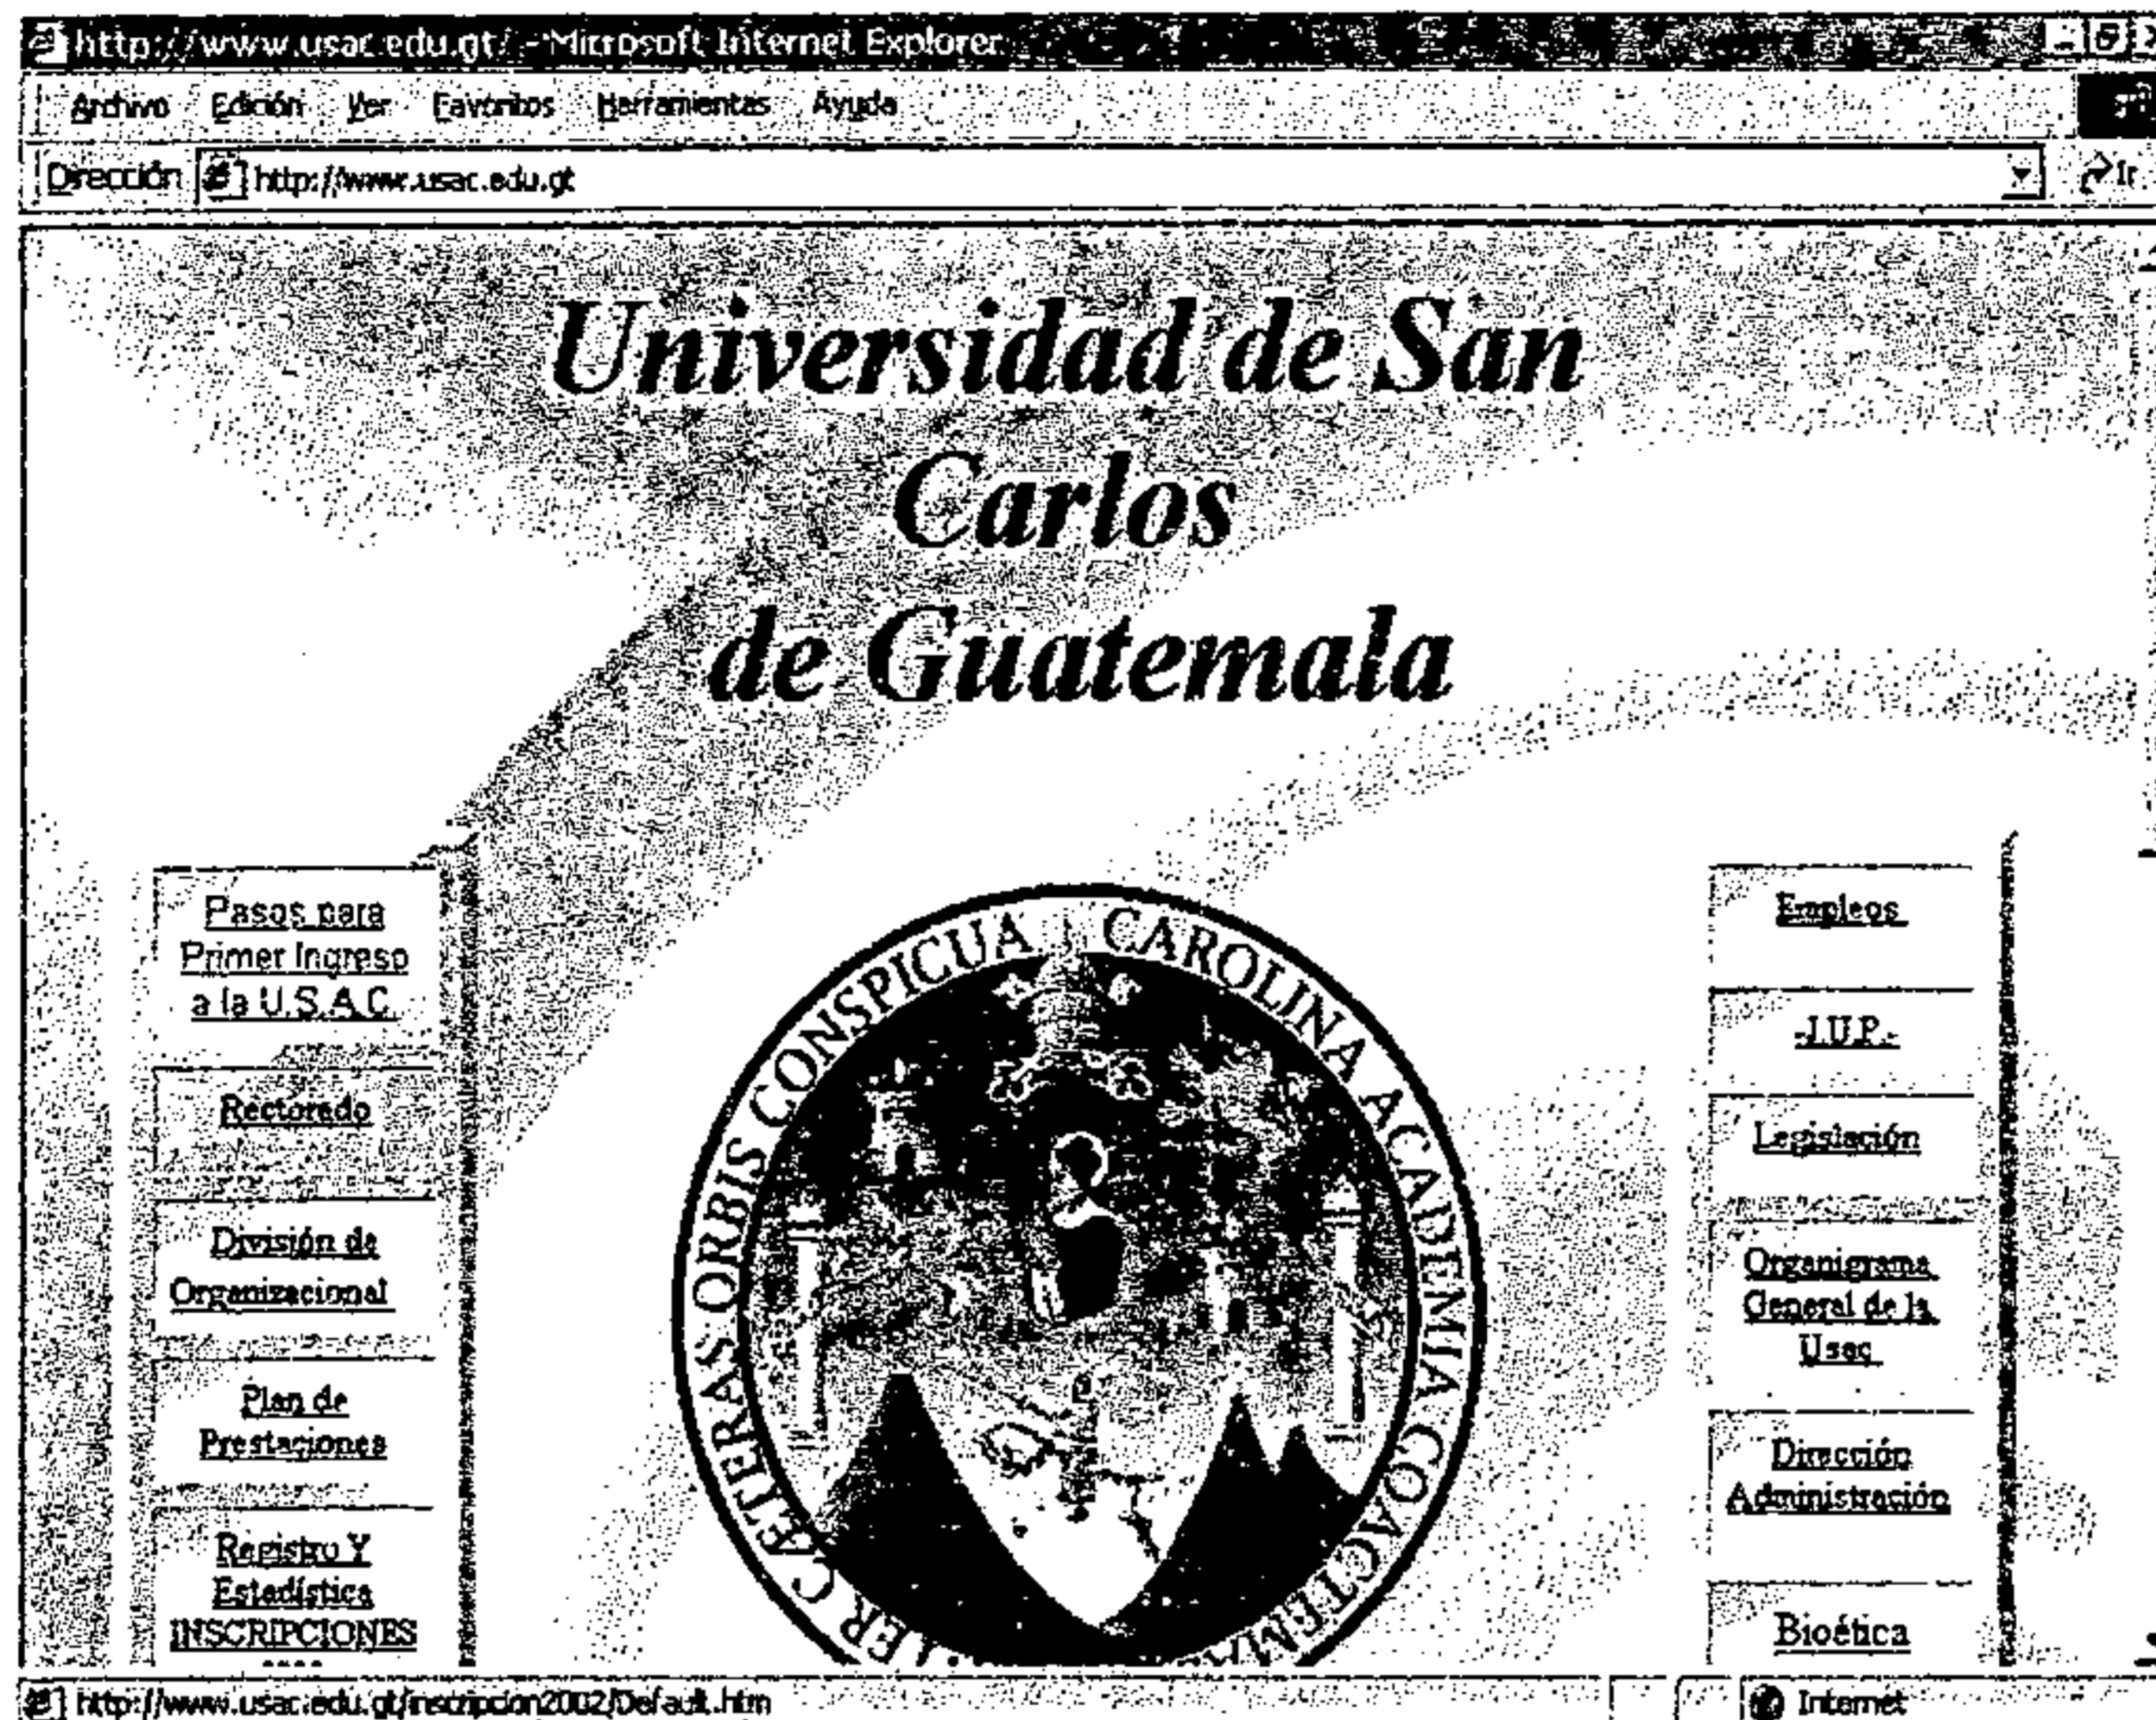 http://www.usac.edu.gt/ - Microsoft Internet Explorer
Archivo Edición Ver Favoritos Herramientas Ayuda
Dirección http://www.usac.edu.gt Ir
Universidad de San
Carlos
de Guatemala
Pasos para
Primer Ingreso
a la U.S.A.C.
Rectorado
División de
Organizacional
Plan de
Prestaciones
Registro Y
Estadística
INSCRIPCIONES
CETERAS ORBIS CONSPICUA CAROLINA ACADEMIA COACTEMA
Empleos
-J.U.P.-
Legislación
Organigrama
General de la
Usac
Dirección
Administración
Bioética
http://www.usac.edu.gt/inscripcion2002/Default.htm
Internet